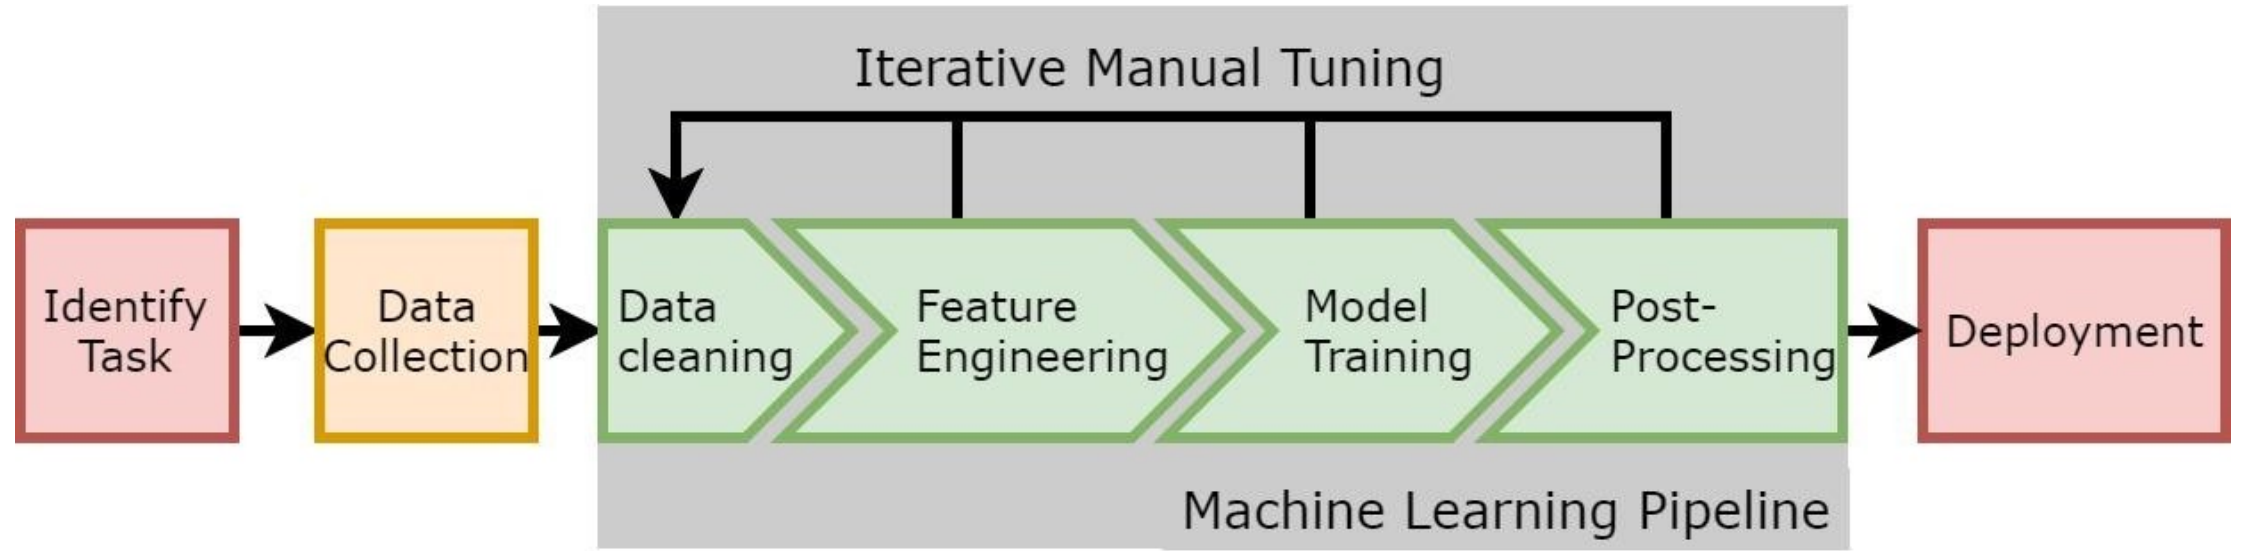 Iterative Manual Tuning
Identify
Task
Data
Collection
Data
cleaning
Feature
Engineering
Model
Training
Post-
Processing
Deployment
Machine Learning Pipeline